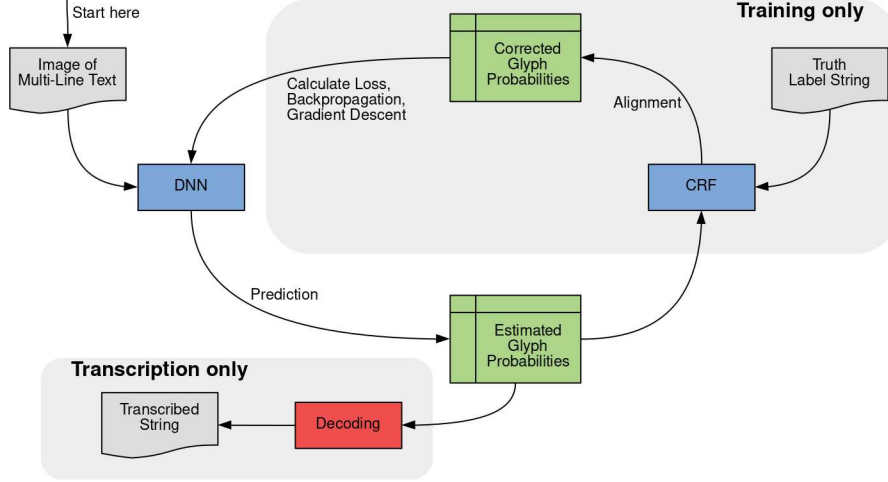 Start here
Training only
Image of
Multi-Line Text
Corrected
Glyph
Probabilities
Truth
Label String
Calculate Loss,
Backpropagation,
Gradient Descent
Alignment
DNN
CRF
Prediction
Estimated
Glyph
Probabilities
Transcription only
Transcribed
String
Decoding